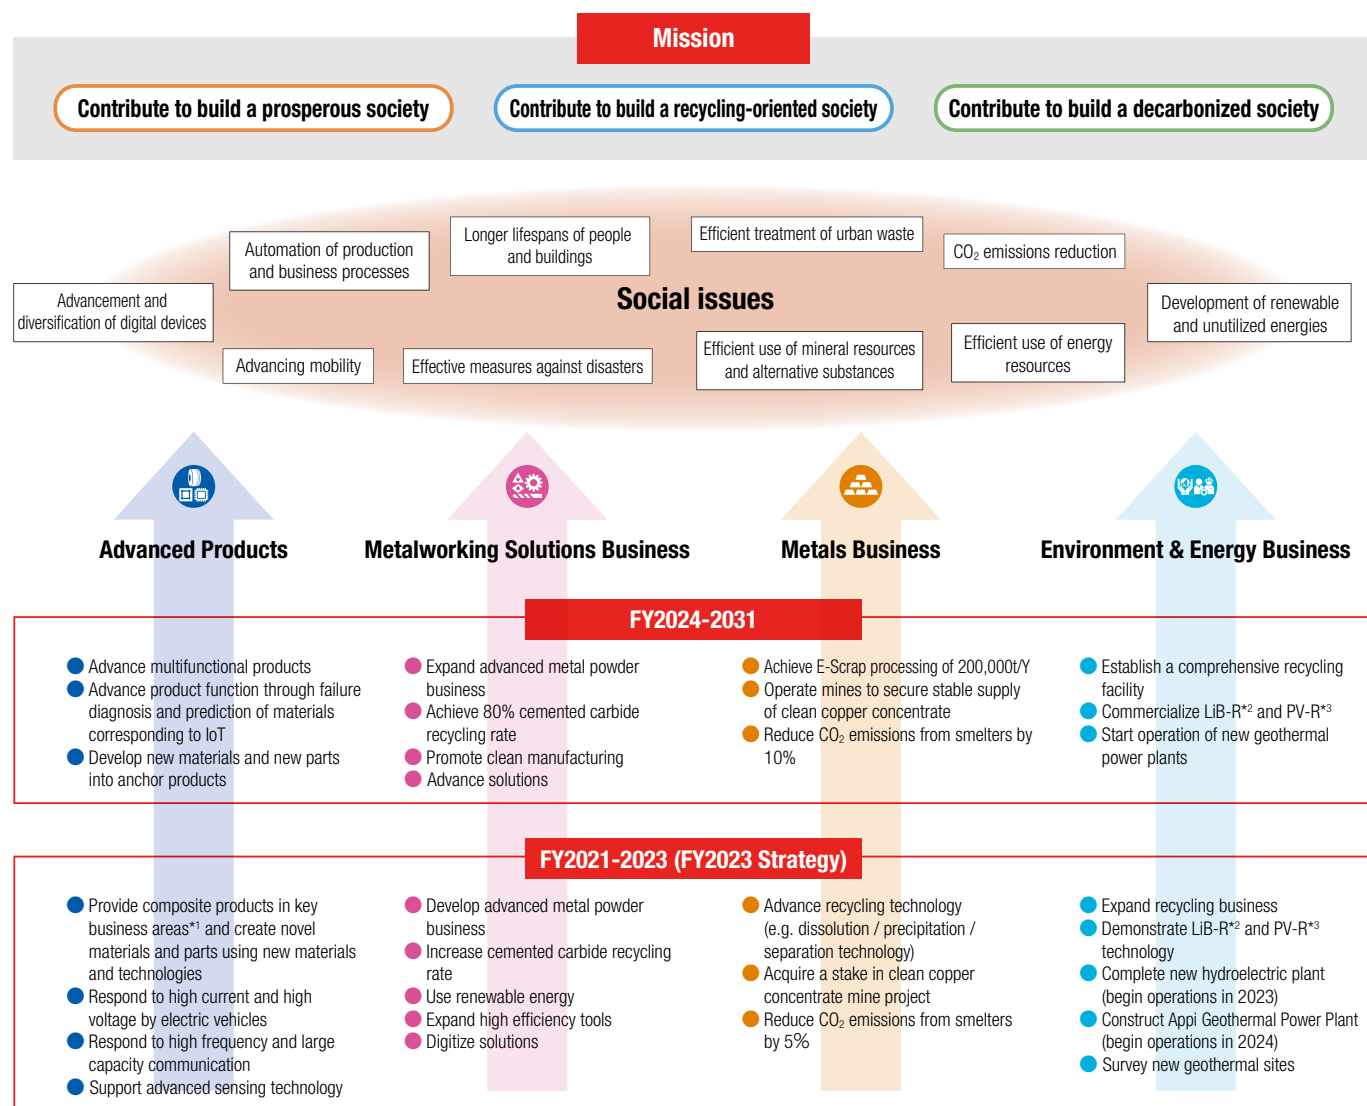 Mission
Contribute to build a prosperous society
Contribute to build a recycling-oriented society
Contribute to build a decarbonized society
Advancement and
diversification of digital devices
Automation of production
and business processes
Longer lifespans of people
and buildings
Efficient treatment of urban waste
CO₂ emissions reduction
Development of renewable
and unutilized energies
Social issues
Advancing mobility
Effective measures against disasters
Efficient use of mineral resources
and alternative substances
Efficient use of energy
resources
Advanced Products
Metalworking Solutions Business
Metals Business
Environment & Energy Business
FY2024-2031
Advance multifunctional products
Advance product function through failure
diagnosis and prediction of materials
corresponding to IoT
Develop new materials and new parts
into anchor products
Expand advanced metal powder
business
Achieve 80% cemented carbide
recycling rate
Promote clean manufacturing
Advance solutions
Achieve E-Scrap processing of 200,000t/Y
Operate mines to secure stable supply
of clean copper concentrate
Reduce CO₂ emissions from smelters by
10%
Establish a comprehensive recycling
facility
Commercialize LiB-R*2 and PV-R*3
Start operation of new geothermal
power plants
FY2021-2023 (FY2023 Strategy)
Provide composite products in key
business areas*1 and create novel
materials and parts using new materials
and technologies
Respond to high current and high
voltage by electric vehicles
Respond to high frequency and large
capacity communication
Support advanced sensing technology
Develop advanced metal powder
business
Increase cemented carbide recycling
rate
Use renewable energy
Expand high efficiency tools
Digitize solutions
Advance recycling technology
(e.g. dissolution / precipitation /
separation technology)
Acquire a stake in clean copper
concentrate mine project
Reduce CO₂ emissions from smelters
by 5%
Expand recycling business
Demonstrate LiB-R*2 and PV-R*3
technology
Complete new hydroelectric plant
(begin operations in 2023)
Construct Appi Geothermal Power Plant
(begin operations in 2024)
Survey new geothermal sites